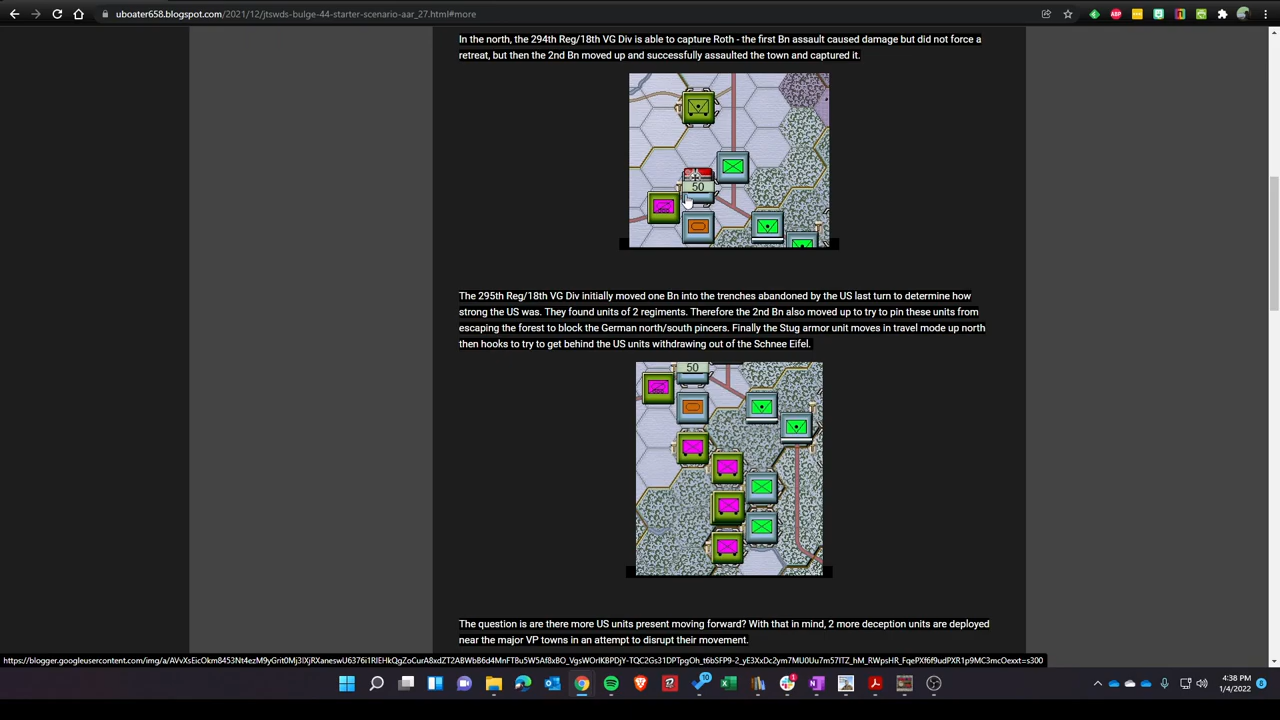 uboater658.blogspot.com/2021/12/jtswds-bulge-44-starter-scenario-aar_27.html#more
In the north, the 294th Reg/18th VG Div is able to capture Roth - the first Bn assault caused damage but did not force a
retreat, but then the 2nd Bn moved up and successfully assaulted the town and captured it.
50
The 295th Reg/18th VG Div initially moved one Bn into the trenches abandoned by the US last turn to determine how
strong the US was. They found units of 2 regiments. Therefore the 2nd Bn also moved up to try to pin these units from
escaping the forest to block the German north/south pincers. Finally the Stug armor unit moves in travel mode up north
then hooks to try to get behind the US units withdrawing out of the Schnee Eifel.
50
The question is are there more US units present moving forward? With that in mind, 2 more deception units are deployed
near the major VP towns in an attempt to disrupt their movement.
10
4:38 PM
1/4/2022